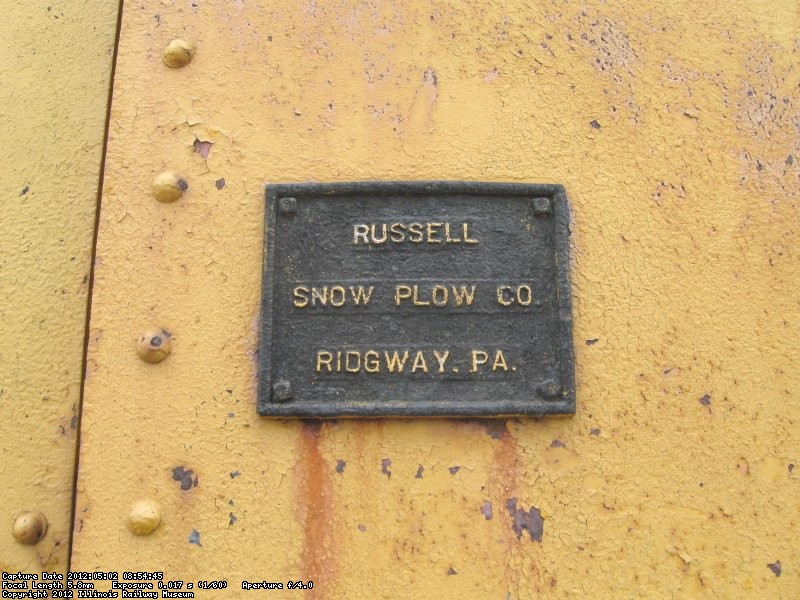 RUSSELL
SNOW PLOW CO.
RIDGWAY. PA.
Capture Date 2012:05:02 08:54:45
Focal Length 5.8mm Exposure 0.017 s (1/60) Aperture f/4.0
Copyright 2012 Illinois Railway Museum